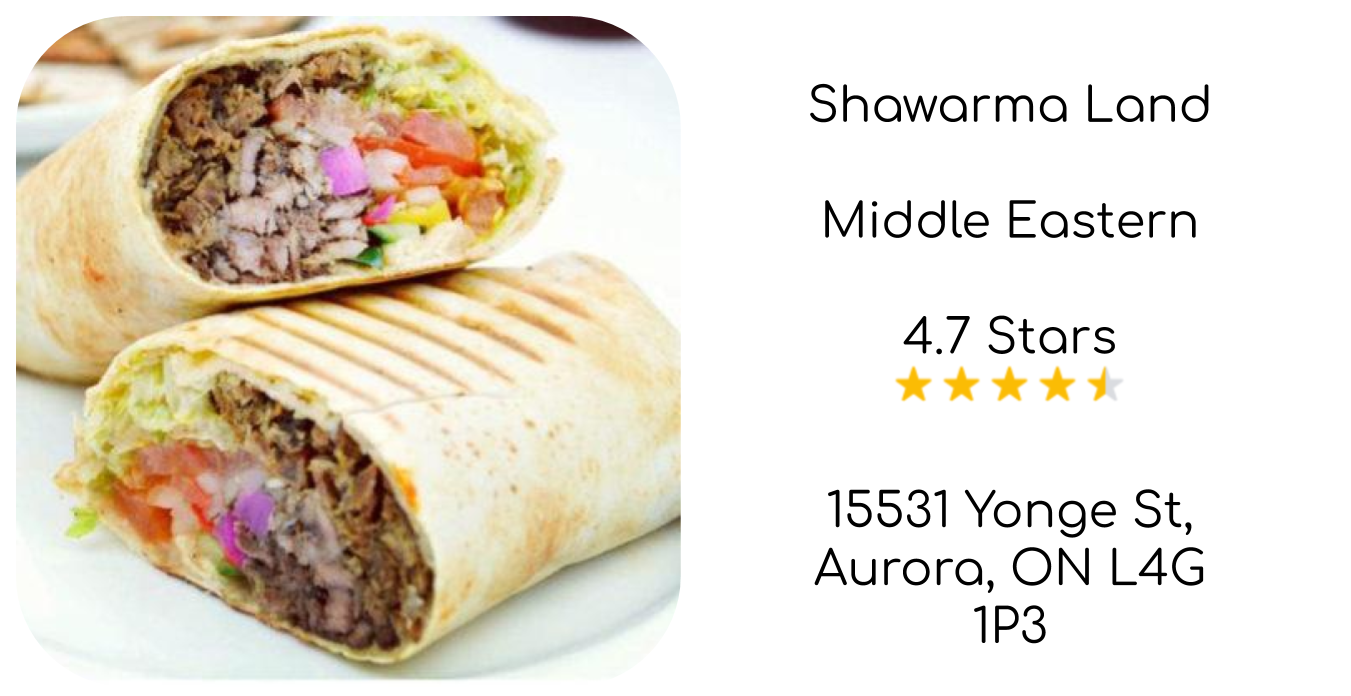 Shawarma Land
Middle Eastern
4.7 Stars
15531 Yonge St,
Aurora, ON L4G
1P3